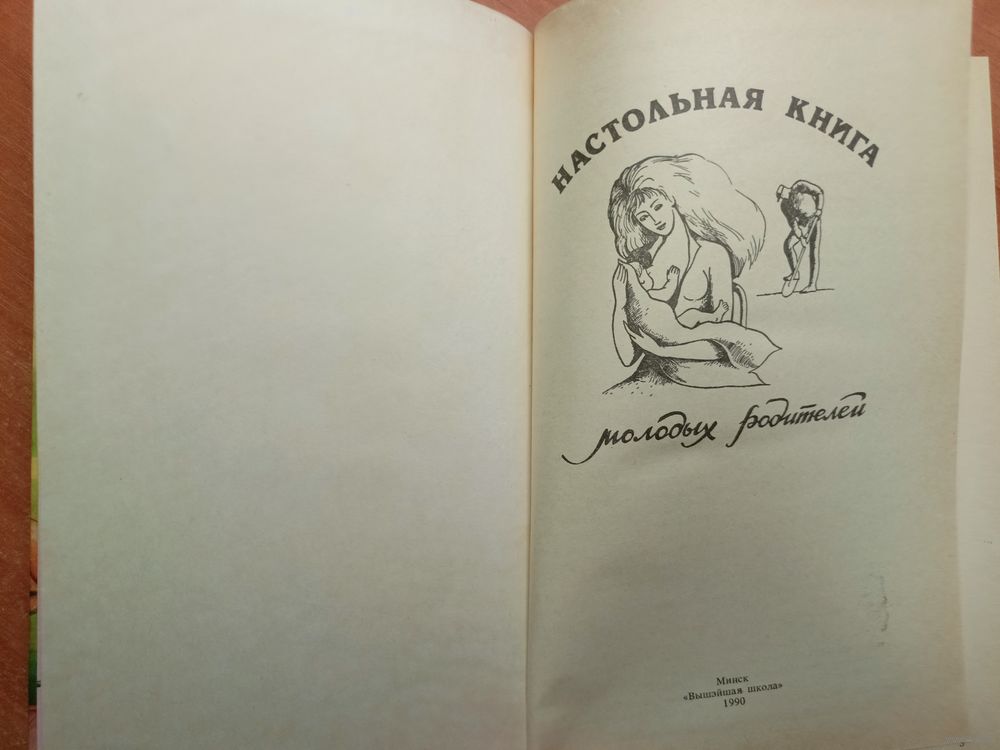 НАСТОЛЬНАЯ КНИГА
молодых родителей
Минск
«Вышэйшая школа»
1990